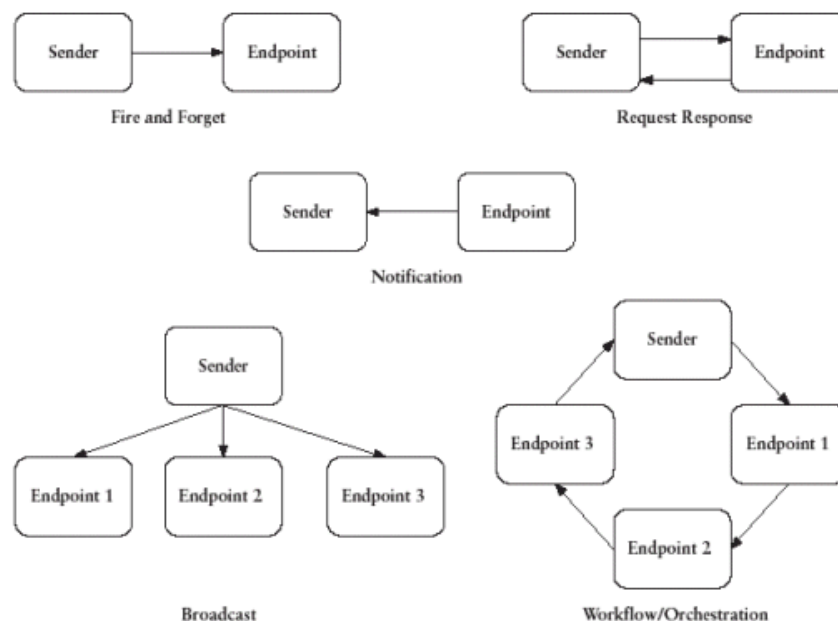 Sender
Endpoint
Fire and Forget
Sender
Endpoint
Request Response
Sender
Endpoint
Notification
Sender
Endpoint 1
Endpoint 2
Endpoint 3
Broadcast
Sender
Endpoint 3
Endpoint 1
Endpoint 2
Workflow/Orchestration